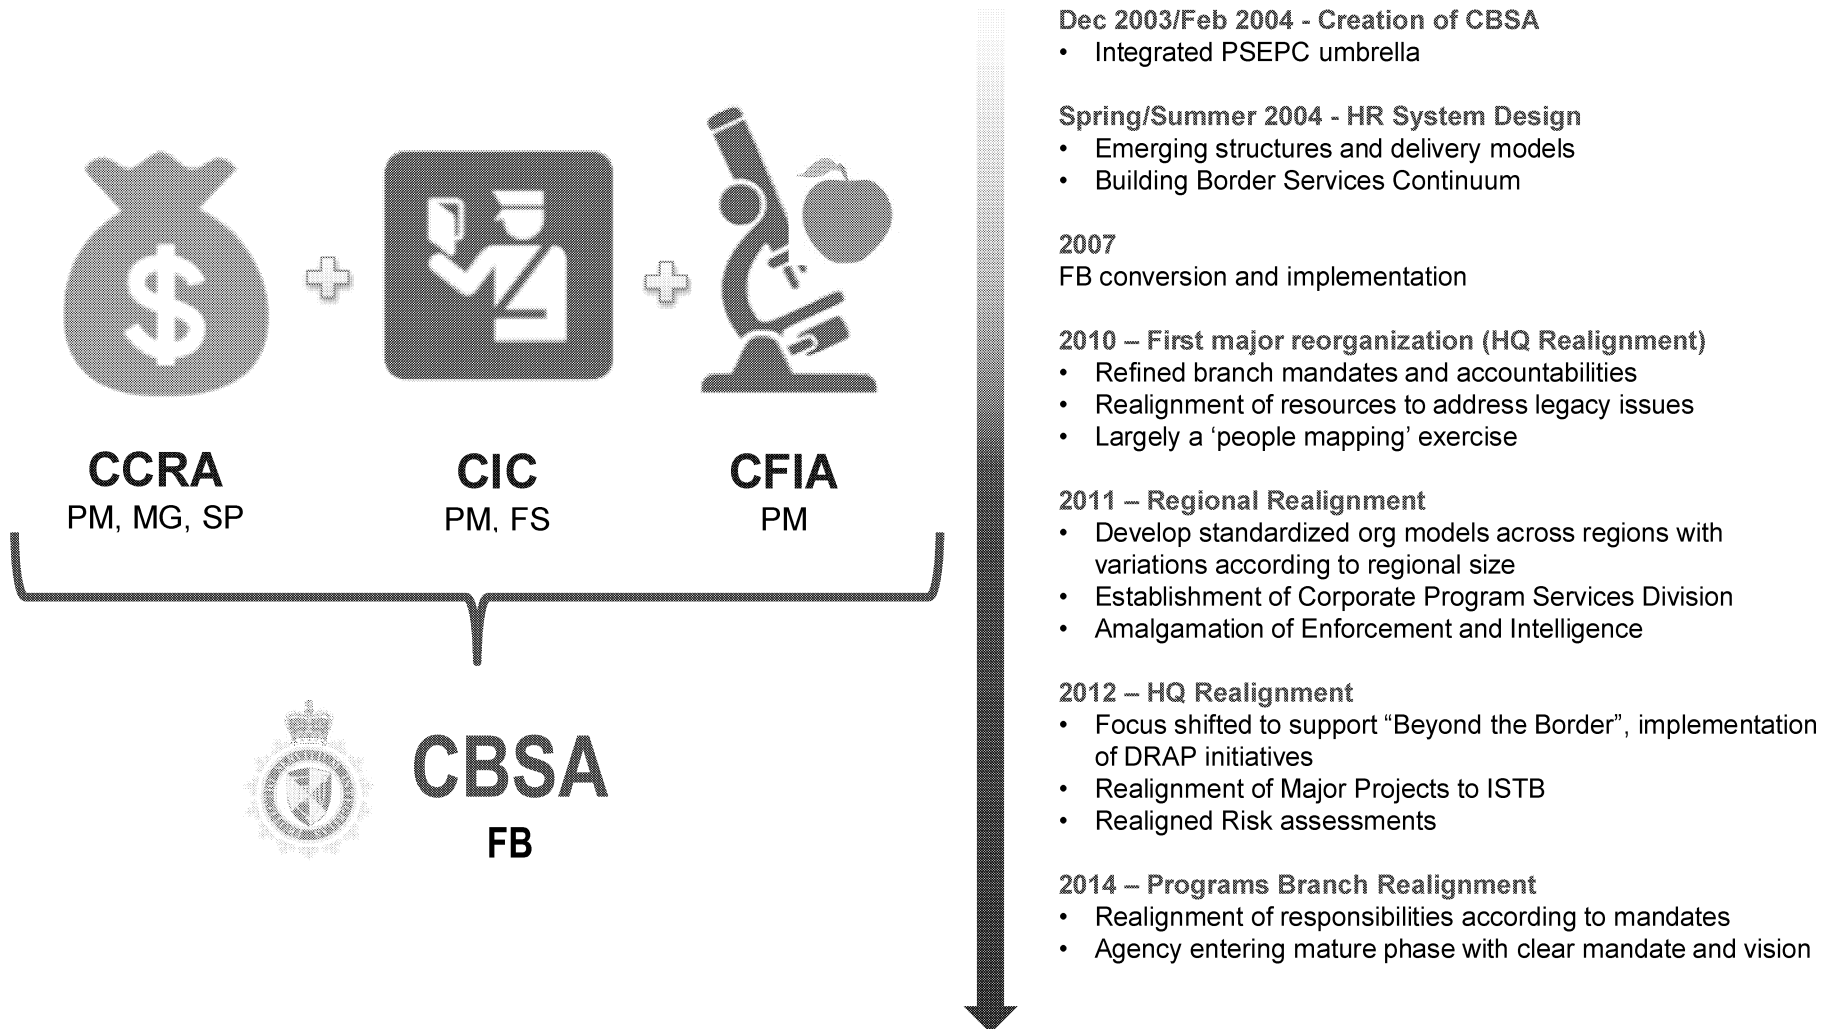 $
CCRA
PM, MG, SP
CIC
PM, FS
CFIA
PM
CBSA
FB
Dec 2003/Feb 2004 - Creation of CBSA
• Integrated PSEPC umbrella
Spring/Summer 2004 - HR System Design
• Emerging structures and delivery models
• Building Border Services Continuum
2007
FB conversion and implementation
2010 – First major reorganization (HQ Realignment)
• Refined branch mandates and accountabilities
• Realignment of resources to address legacy issues
• Largely a ‘people mapping’ exercise
2011 – Regional Realignment
• Develop standardized org models across regions with
variations according to regional size
• Establishment of Corporate Program Services Division
• Amalgamation of Enforcement and Intelligence
2012 – HQ Realignment
• Focus shifted to support “Beyond the Border”, implementation
of DRAP initiatives
• Realignment of Major Projects to ISTB
• Realigned Risk assessments
2014 – Programs Branch Realignment
• Realignment of responsibilities according to mandates
• Agency entering mature phase with clear mandate and vision